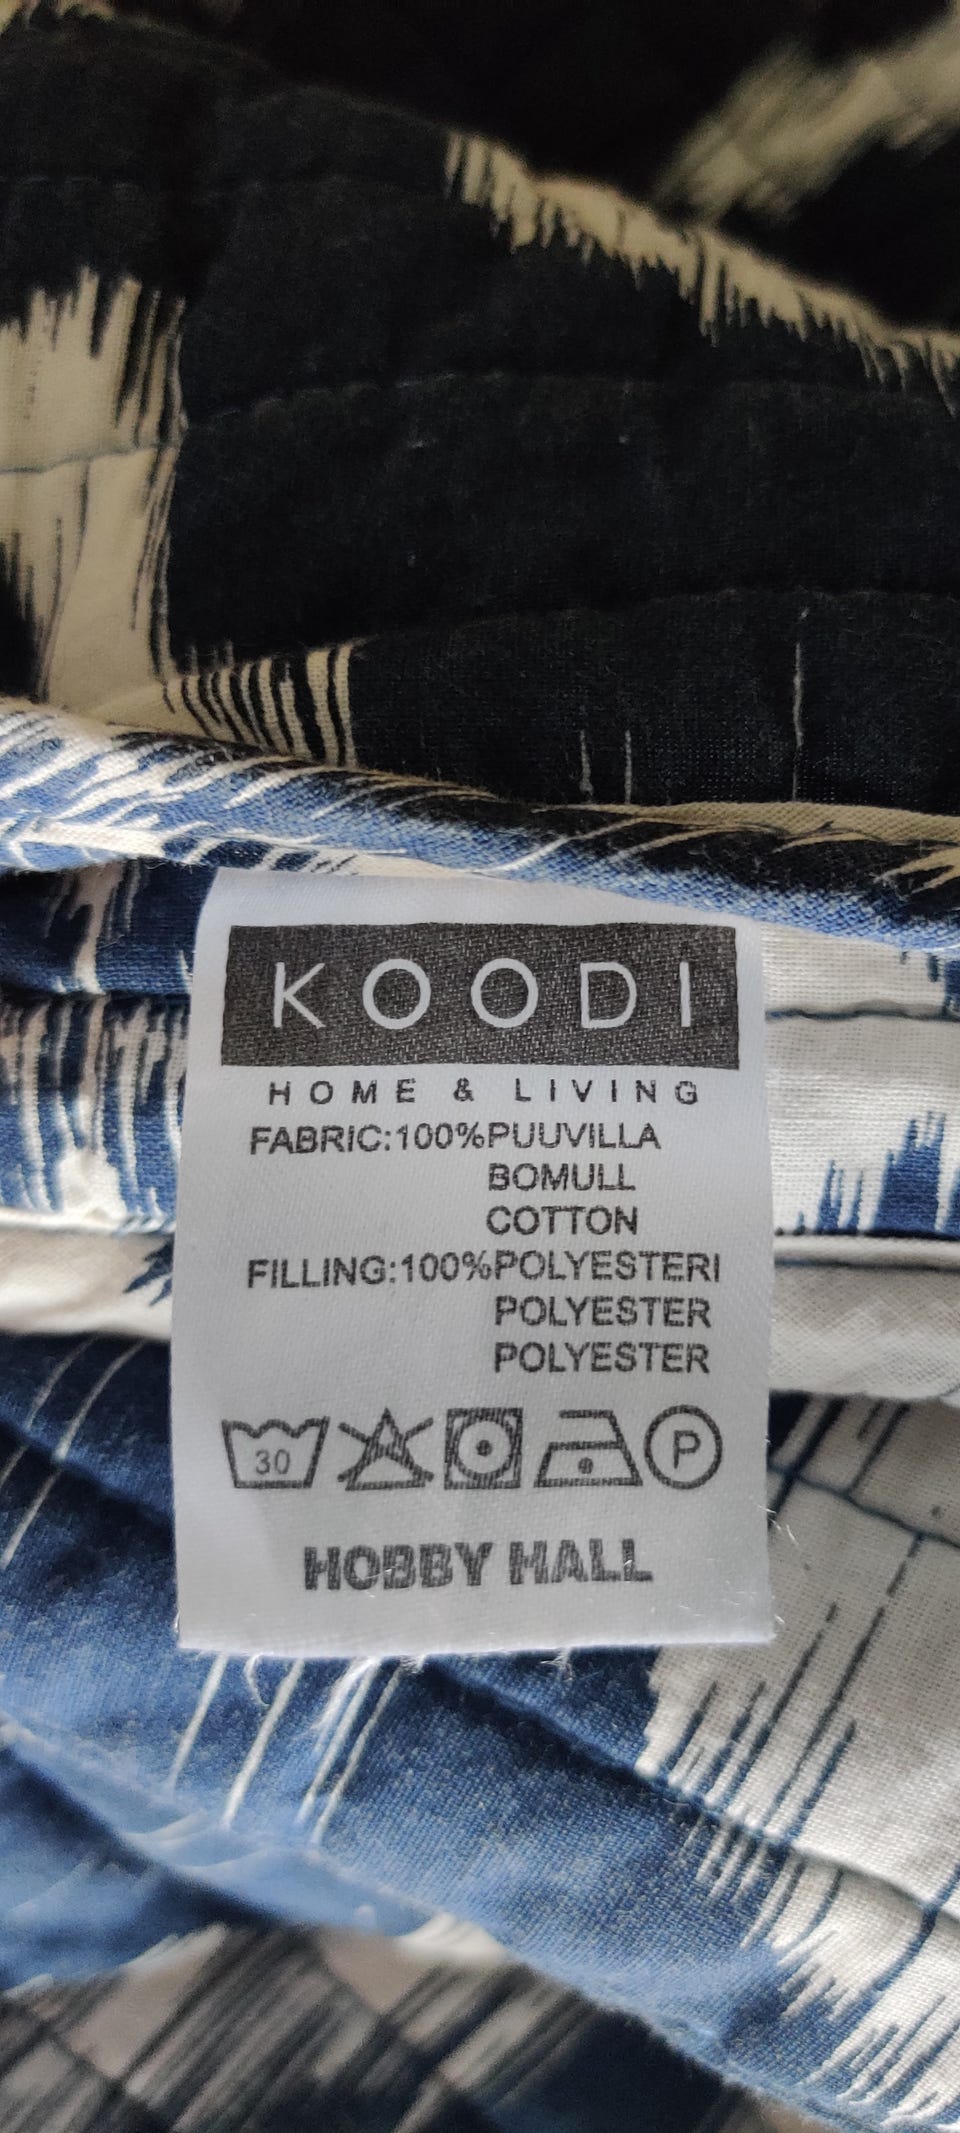 KOODI
HOME & LIVING
FABRIC:100%PUUVILLA
BOMULL
COTTON
FILLING:100%POLYESTERI
POLYESTER
POLYESTER
30 P
HOBBY HALL